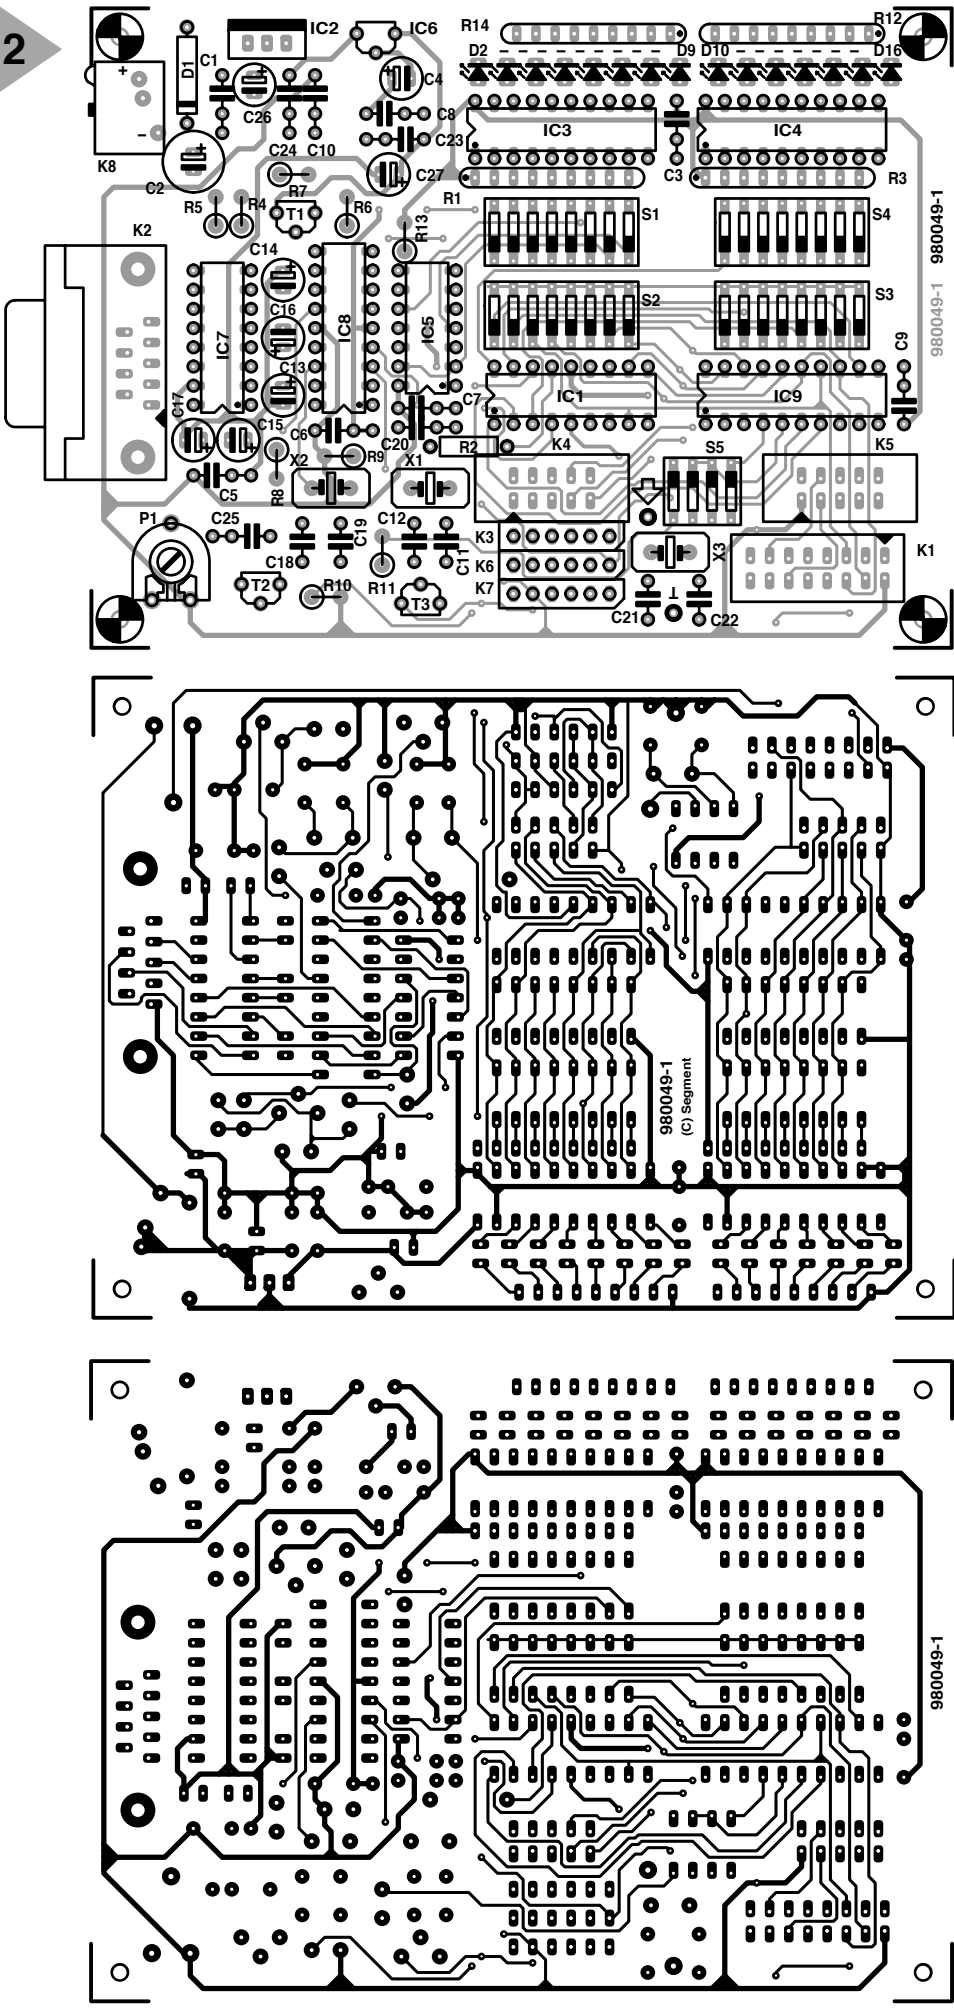 2
IC2
IC6
R14
R12
D2
D9
D10
D16
D1
C1
C4
C26
C8
IC3
IC4
K8
C24
C10
C23
C2
C27
C3
R3
R7
R1
R5
R4
T1
R6
R13
S1
S4
980049-1
K2
C14
C16
IC7
IC8
IC5
S2
S3
980049-1
C13
C9
C17
C15
C6
C7
IC1
IC9
C20
R2
K4
S5
K5
X2
R9
X1
C5
R8
P1
C25
C19
C12
K3
X3
K1
C18
C11
K6
T2
R10
R11
T3
K7
T
C21
C22
980049-1
(C) Segment
980049-1